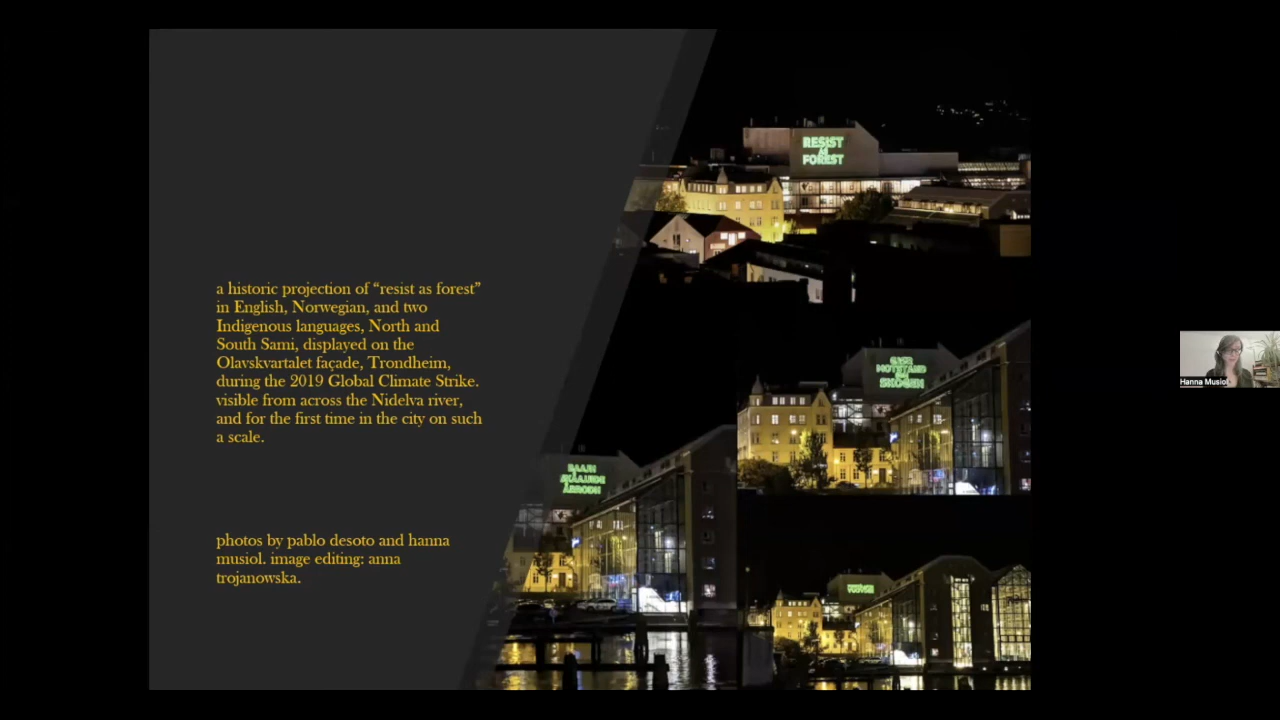 a historic projection of “resist as forest”
in English, Norwegian, and two
Indigenous languages, North and
South Sami, displayed on the
Olavskvartalet façade, Trondheim,
during the 2019 Global Climate Strike.
visible from across the Nidelva river,
and for the first time in the city on such
a scale.
photos by pablo desoto and hanna
musiol. image editing: anna
trojanowska.
RESIST
AS
FOREST
MOTSTAND
SKOGEN
Hanna Musiol